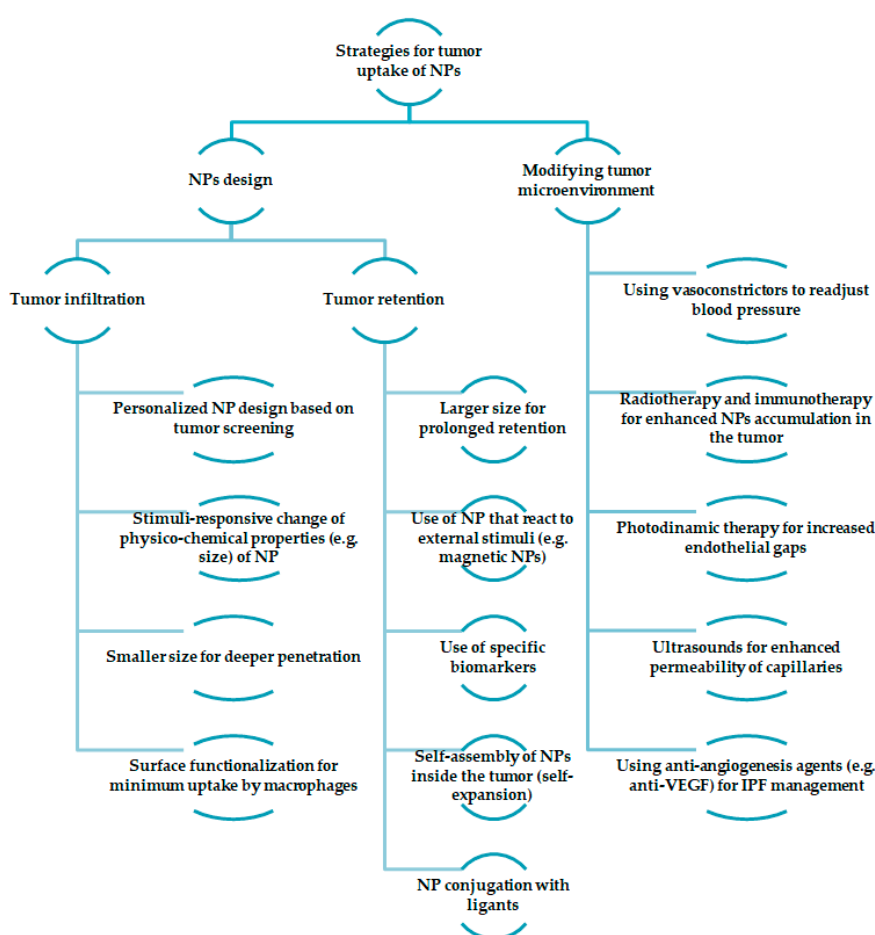 Strategies for tumor
uptake of NPs
NPs design
Modifying tumor
microenvironment
Tumor infiltration
Tumor retention
Using vasoconstrictors to readjust
blood pressure
Personalized NP design based on
tumor screening
Larger size for
prolonged retention
Radiotherapy and immunotherapy
for enhanced NPs accumulation in
the tumor
Stimuli-responsive change of
physico-chemical properties (e.g.
size) of NP
Use of NP that react to
external stimuli (e.g.
magnetic NPs)
Photodinamic therapy for increased
endothelial gaps
Smaller size for deeper penetration
Use of specific
biomarkers
Ultrasounds for enhanced
permeability of capillaries
Surface functionalization for
minimum uptake by macrophages
Self-assembly of NPs
inside the tumor (self-
expansion)
Using anti-angiogenesis agents (e.g.
anti-VEGF) for IPF management
NP conjugation with
ligants